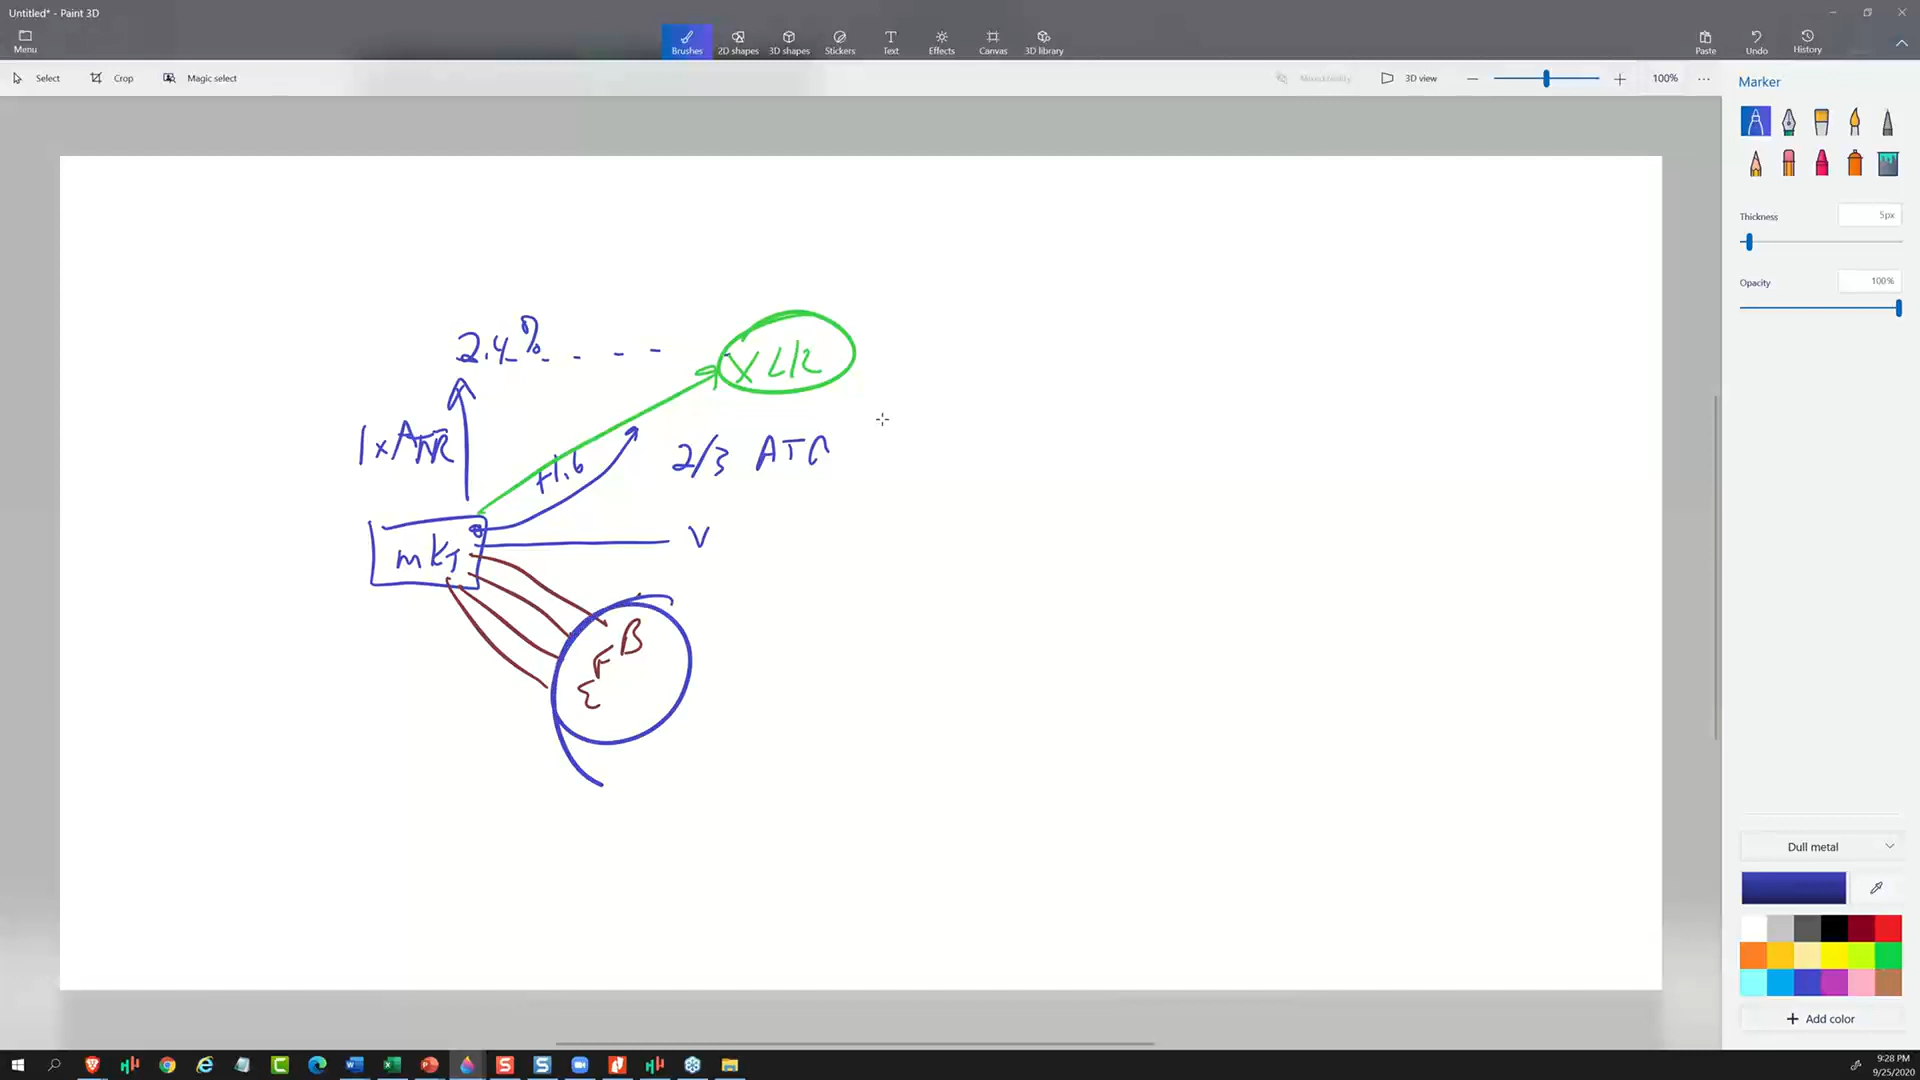 Untitled* - Paint 3D
Menu
Brushes
2D shapes
3D shapes
Stickers
Text
Effects
Canvas
3D library
Paste
Undo
History
Select
Crop
Magic select
Mixed reality
3D view
100%
Marker
Thickness
5px
Opacity
100%
2.4%
XLK
1xATR
+1.6
2/3 ATR
mkt
V
B
F
E
Dull metal
Add color
9:28 PM
9/25/2020